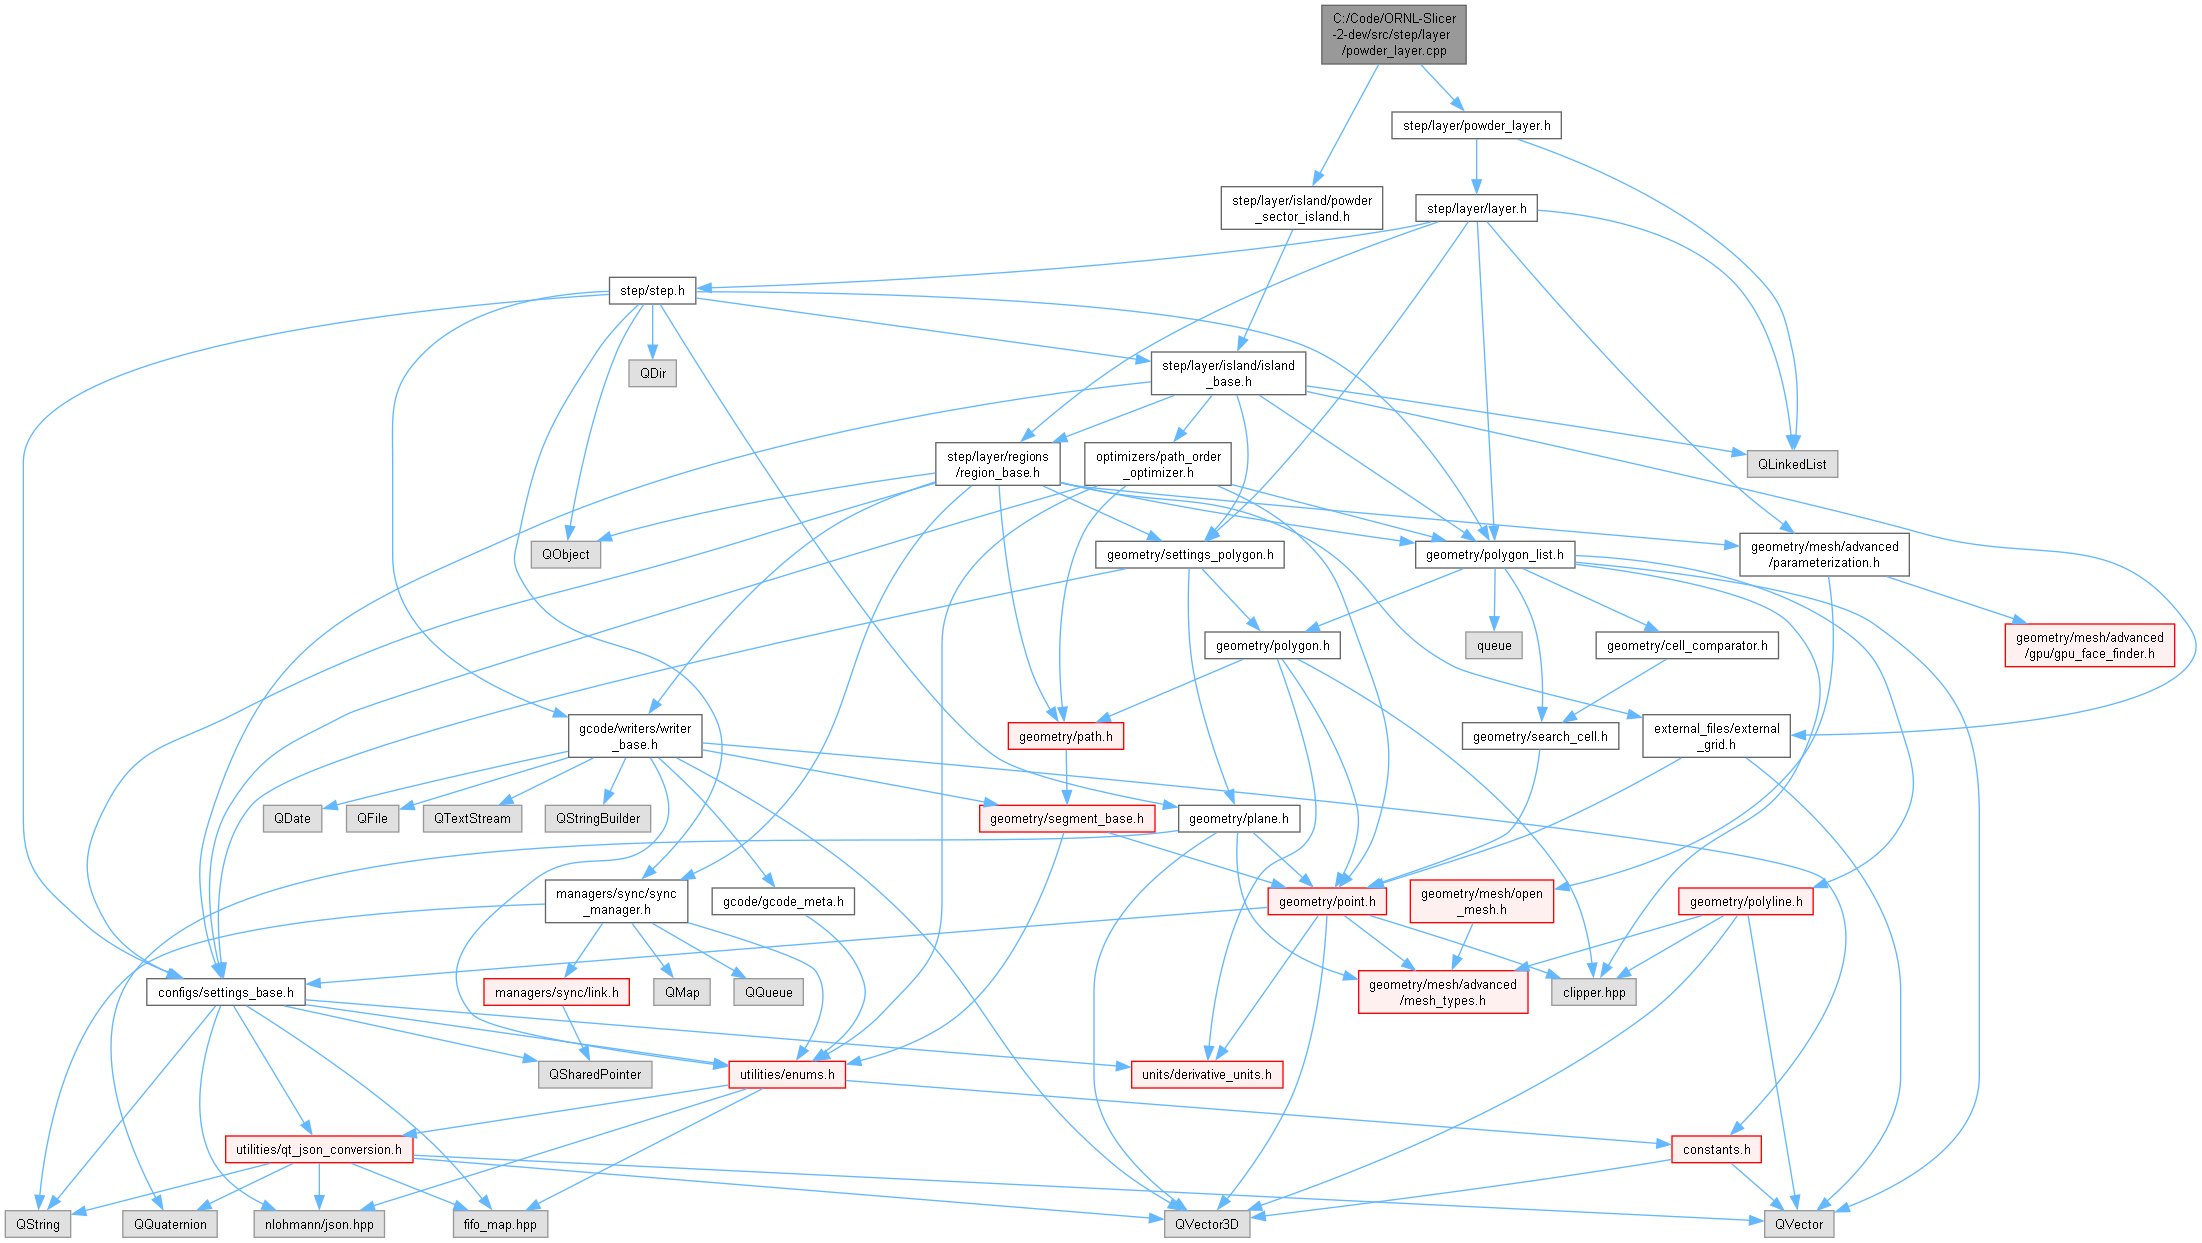 C:/Code/ORNL-Slicer
-2-dev/src/step/layer
/powder_layer.cpp
step/layer/powder_layer.h
step/layer/island/powder
_sector_island.h
step/layer/layer.h
step/step.h
QDir
step/layer/island/island
_base.h
step/layer/regions
/region_base.h
optimizers/path_order
_optimizer.h
QLinkedList
QObject
geometry/settings_polygon.h
geometry/polygon_list.h
geometry/mesh/advanced
/parameterization.h
geometry/polygon.h
queue
geometry/cell_comparator.h
geometry/mesh/advanced
/gpu/gpu_face_finder.h
gcode/writers/writer
_base.h
geometry/path.h
geometry/search_cell.h
external_files/external
_grid.h
QDate
QFile
QTextStream
QStringBuilder
geometry/segment_base.h
geometry/plane.h
managers/sync/sync
_manager.h
gcode/gcode_meta.h
geometry/point.h
geometry/mesh/open
_mesh.h
geometry/polyline.h
configs/settings_base.h
managers/sync/link.h
QMap
QQueue
geometry/mesh/advanced
/mesh_types.h
clipper.hpp
QSharedPointer
utilities/enums.h
units/derivative_units.h
utilities/qt_json_conversion.h
constants.h
QString
QQuaternion
nlohmann/json.hpp
fifo_map.hpp
QVector3D
QVector